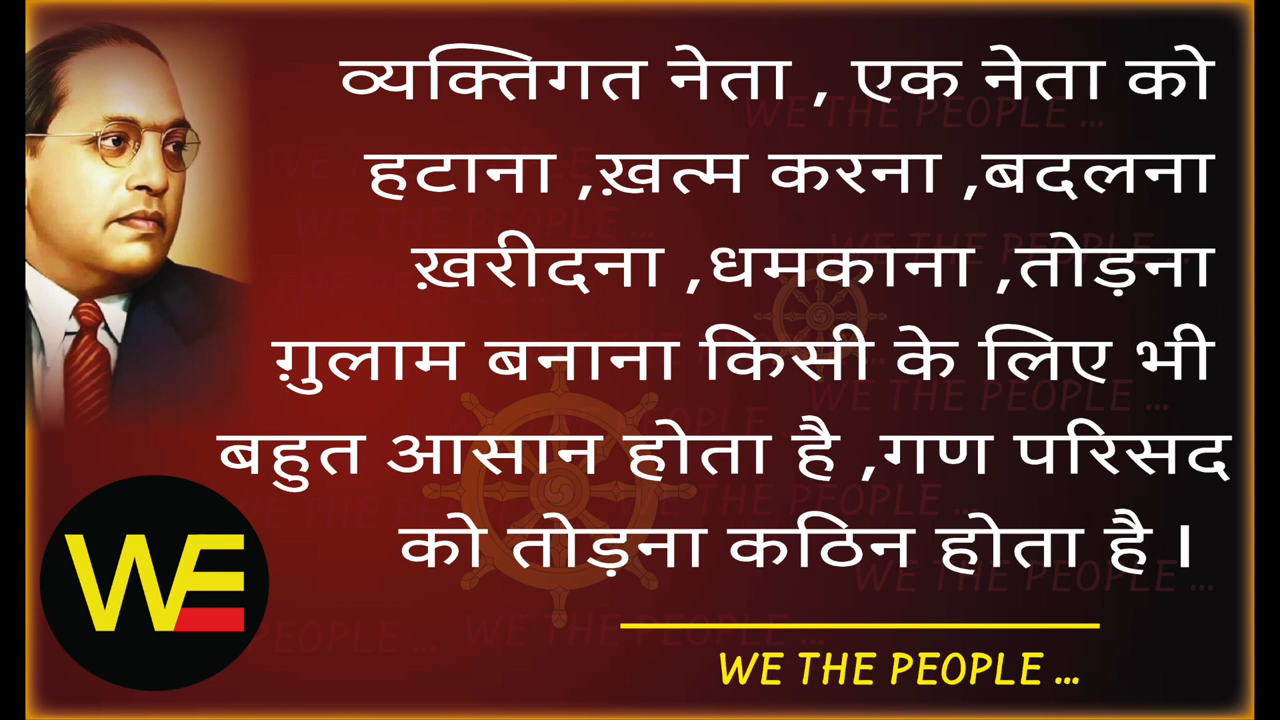 व्यक्तिगत नेता , एक नेता को
हटाना ,ख़त्म करना ,बदलना
ख़रीदना ,धमकाना ,तोड़ना
ग़ुलाम बनाना किसी के लिए भी
बहुत आसान होता है ,गण परिसद
को तोड़ना कठिन होता है ।
WE
WE THE PEOPLE ...